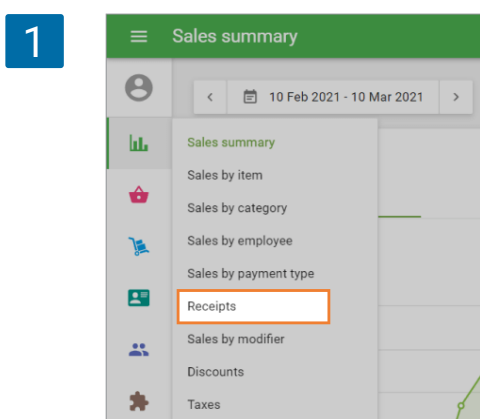 1
Sales summary
10 Feb 2021 - 10 Mar 2021
Sales summary
Sales by item
Sales by category
Sales by employee
Sales by payment type
Receipts
Sales by modifier
Discounts
Taxes